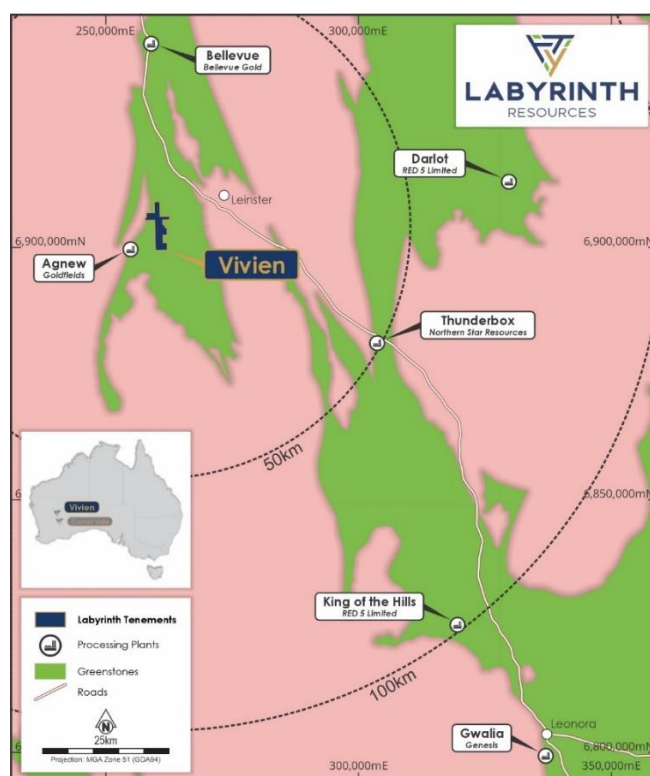 250,000mE
300,000mE
Bellevue
Bellevue Gold
LABYRINTH
RESOURCES
Darlot
RED 5 Limited
Leinster
6,900,000mN
6,900,000mN
Agnew
Goldfields
Vivien
Thunderbox
Northern Star Resources
50km
6,850,000mN
Vivien
King of the Hills
RED 5 Limited
Labyrinth Tenements
Processing Plants
Greenstones
Roads
100km
N
25km
Projection: MGA Zone 51 (GDA94)
Leonora
Gwalia
Genesis
6,800,000mN
300,000mE
350,000mE